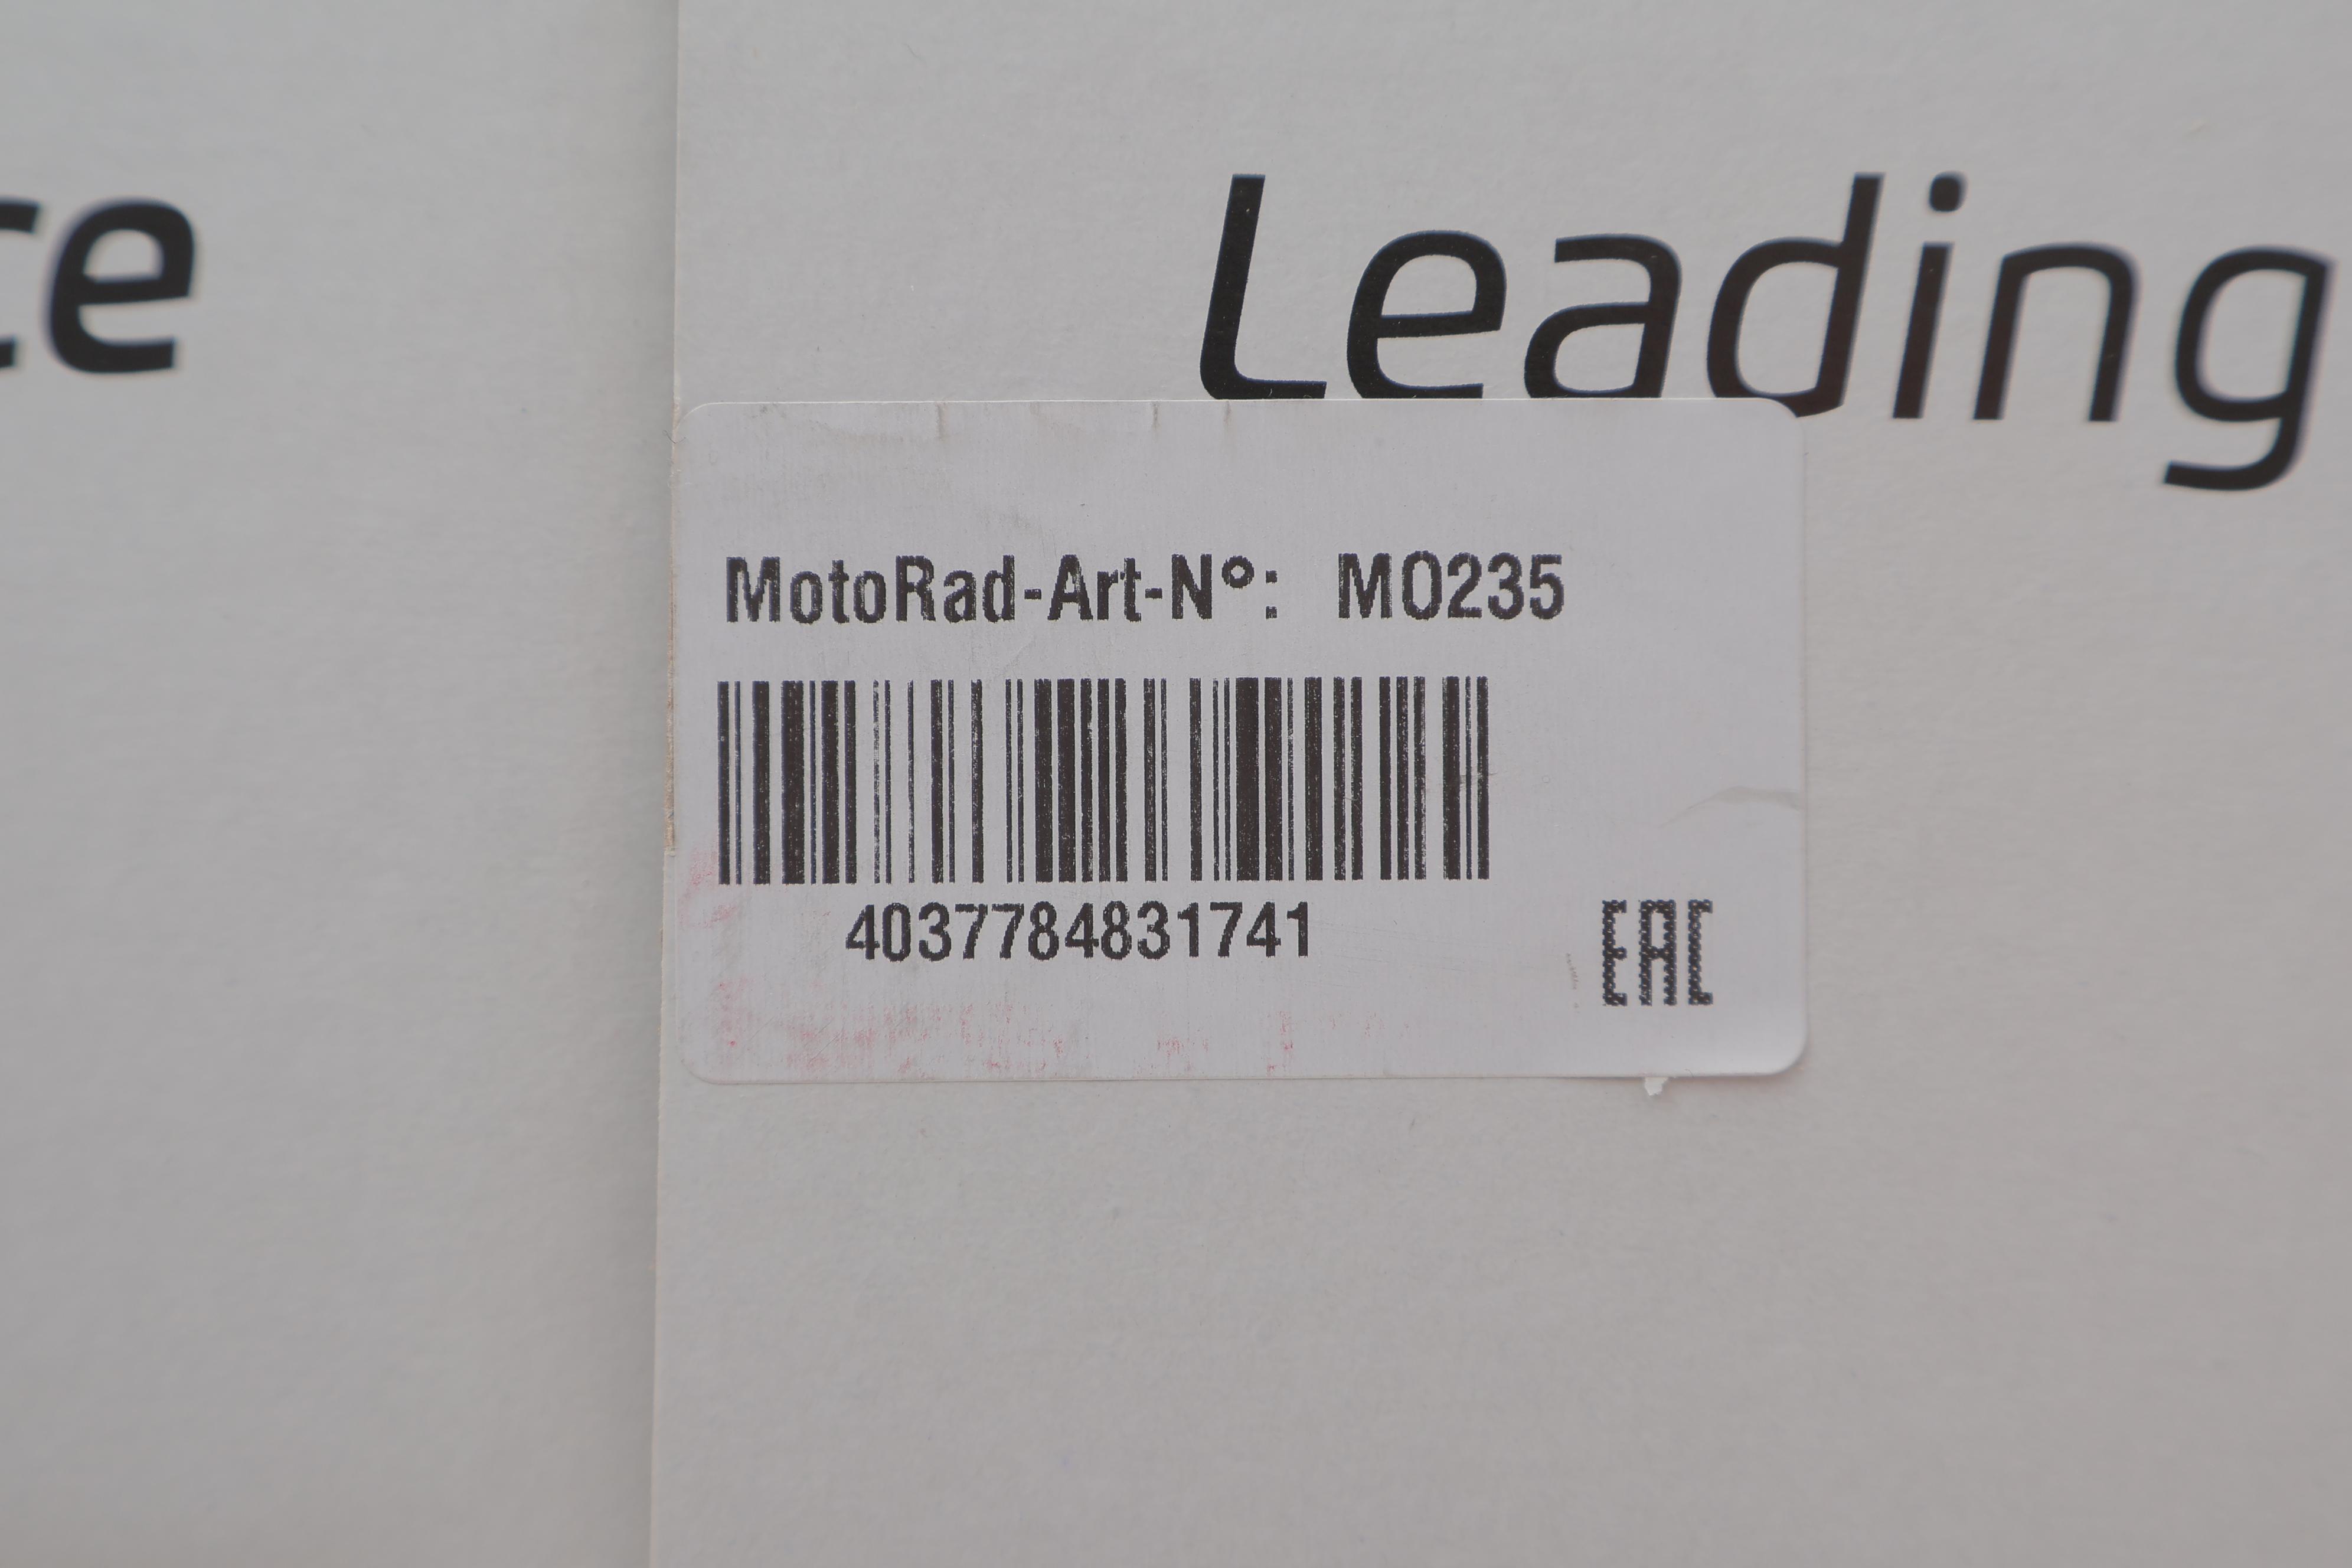 ce
Leading
MotoRad-Art-N°: MO235
4037784831741
EAC